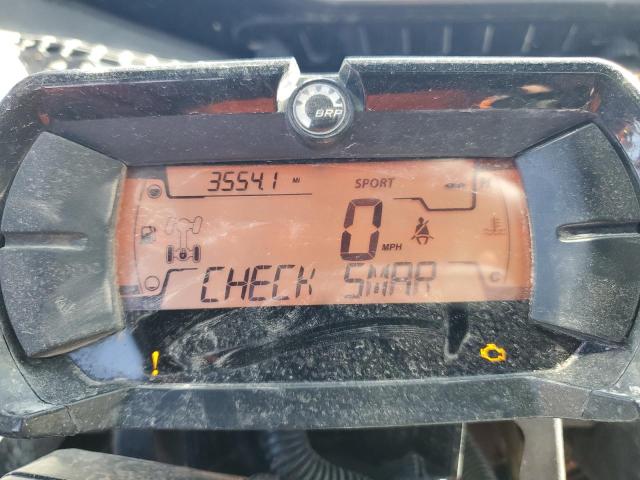 BRP
3554.1 MI
SPORT
0 MPH
CHECK SMAR
C